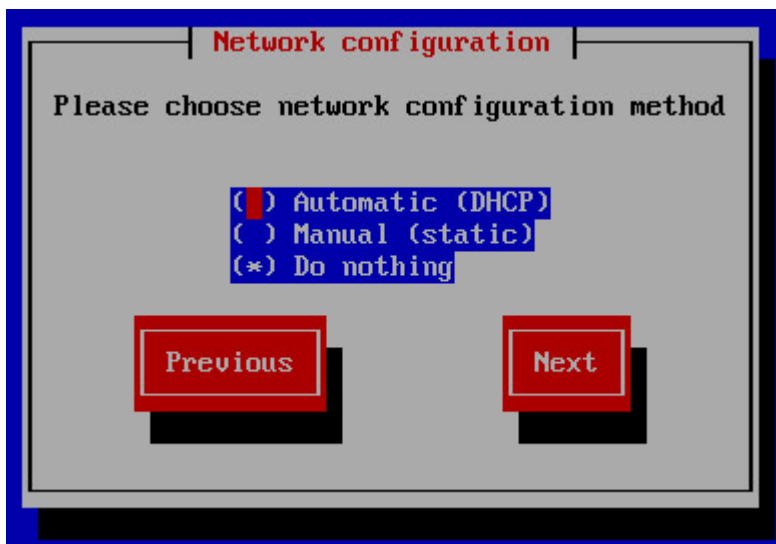 Network configuration
Please choose network configuration method
( ) Automatic (DHCP)
( ) Manual (static)
(*) Do nothing
Previous Next